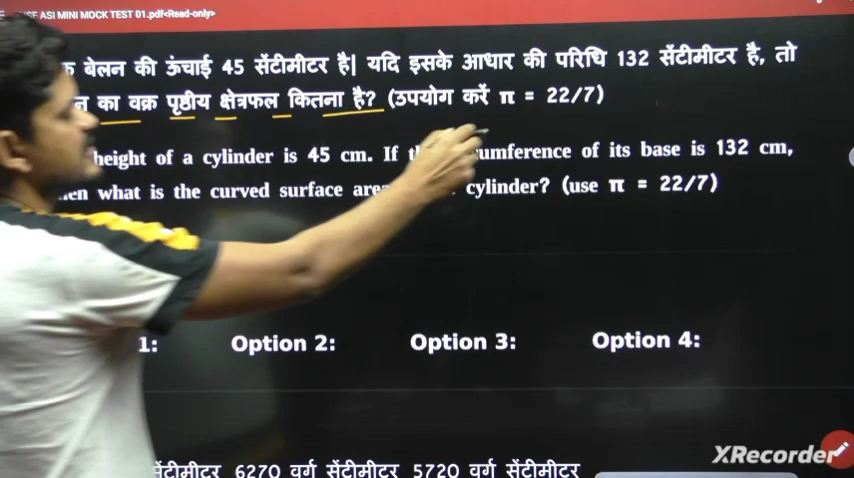 ASI MINI MOCK TEST 01.pdf<Read-only>
बेलन की ऊंचाई 45 सेंटीमीटर है| यदि इसके आधार की परिधि 132 सेंटीमीटर है, तो
का वक्र पृष्ठीय क्षेत्रफल कितना है? (उपयोग करें π = 22/7)
height of a cylinder is 45 cm. If of its base is 132 cm,
what is the curved surface cylinder? (use π = 22/7)
1: Option 2: Option 3: Option 4:
सेंटीमीटर 6270 वर्ग सेंटीमीटर 5720 वर्ग सेंटीमीटर
XRecorder